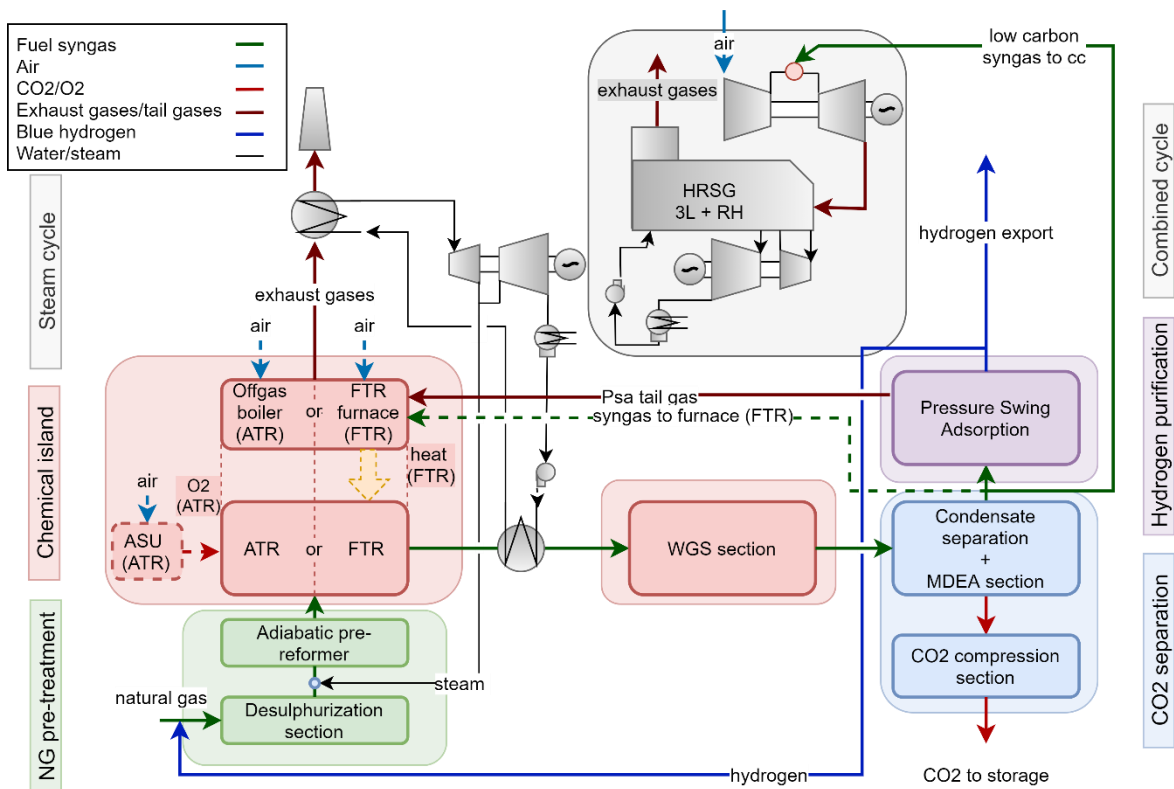 Fuel syngas
Air
CO2/O2
Exhaust gases/tail gases
Blue hydrogen
Water/steam
air
low carbon
syngas to cc
exhaust gases
HRSG
3L + RH
hydrogen export
Steam cycle
Combined cycle
exhaust gases
air
air
Offgas
boiler
(ATR)
or
FTR
furnace
(FTR)
Psa tail gas
syngas to furnace (FTR)
Pressure Swing
Adsorption
Hydrogen purification
Chemical island
heat
(FTR)
O2
(ATR)
air
ASU
(ATR)
ATR
or
FTR
WGS section
Condensate
separation
+
MDEA section
CO2 compression
section
CO2 separation
NG pre-treatment
Adiabatic pre-
reformer
steam
natural gas
Desulphurization
section
hydrogen
CO2 to storage